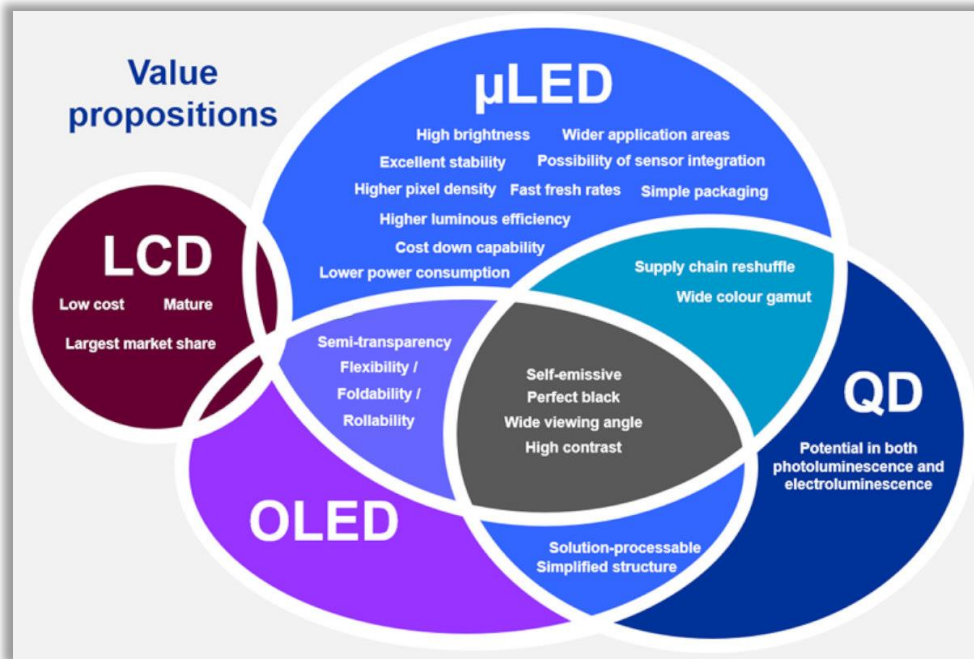 Value
propositions
µLED
High brightness
Wider application areas
Excellent stability
Possibility of sensor integration
Higher pixel density
Fast fresh rates
Simple packaging
Higher luminous efficiency
Cost down capability
Lower power consumption
LCD
Low cost
Mature
Largest market share
Supply chain reshuffle
Wide colour gamut
Semi-transparency
Flexibility /
Foldability /
Rollability
Self-emissive
Perfect black
Wide viewing angle
High contrast
QD
Potential in both
photoluminescence and
electroluminescence
OLED
Solution-processable
Simplified structure